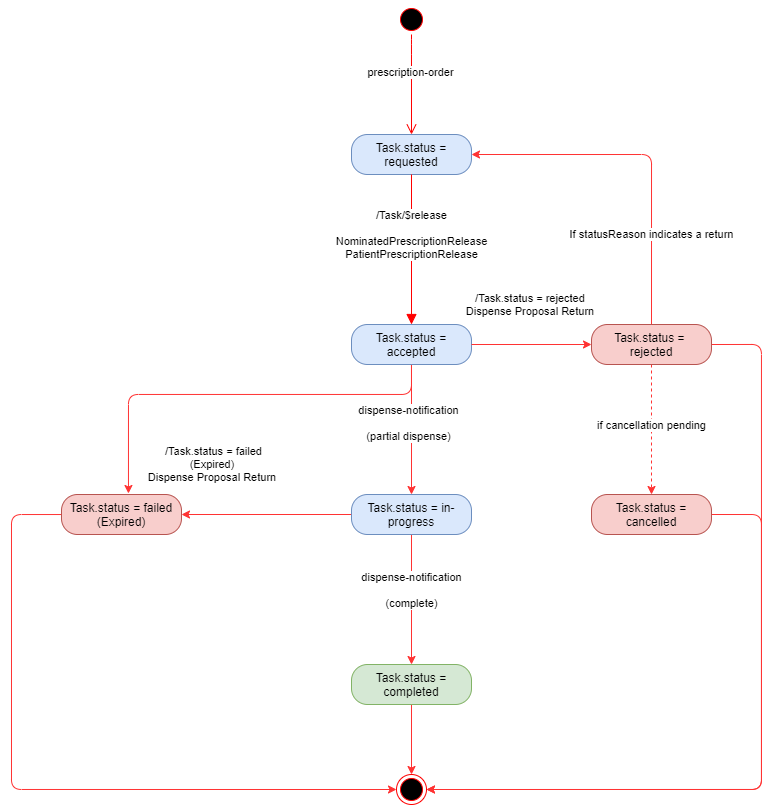 prescription-order
Task.status =
requested
/Task/$release
NominatedPrescriptionRelease
PatientPrescriptionRelease
If statusReason indicates a return
/Task.status = rejected
Dispense Proposal Return
Task.status =
accepted
Task.status =
rejected
dispense-notification
(partial dispense)
if cancellation pending
/Task.status = failed
(Expired)
Dispense Proposal Return
Task.status = failed
(Expired)
Task.status = in-
progress
Task.status =
cancelled
dispense-notification
(complete)
Task.status =
completed